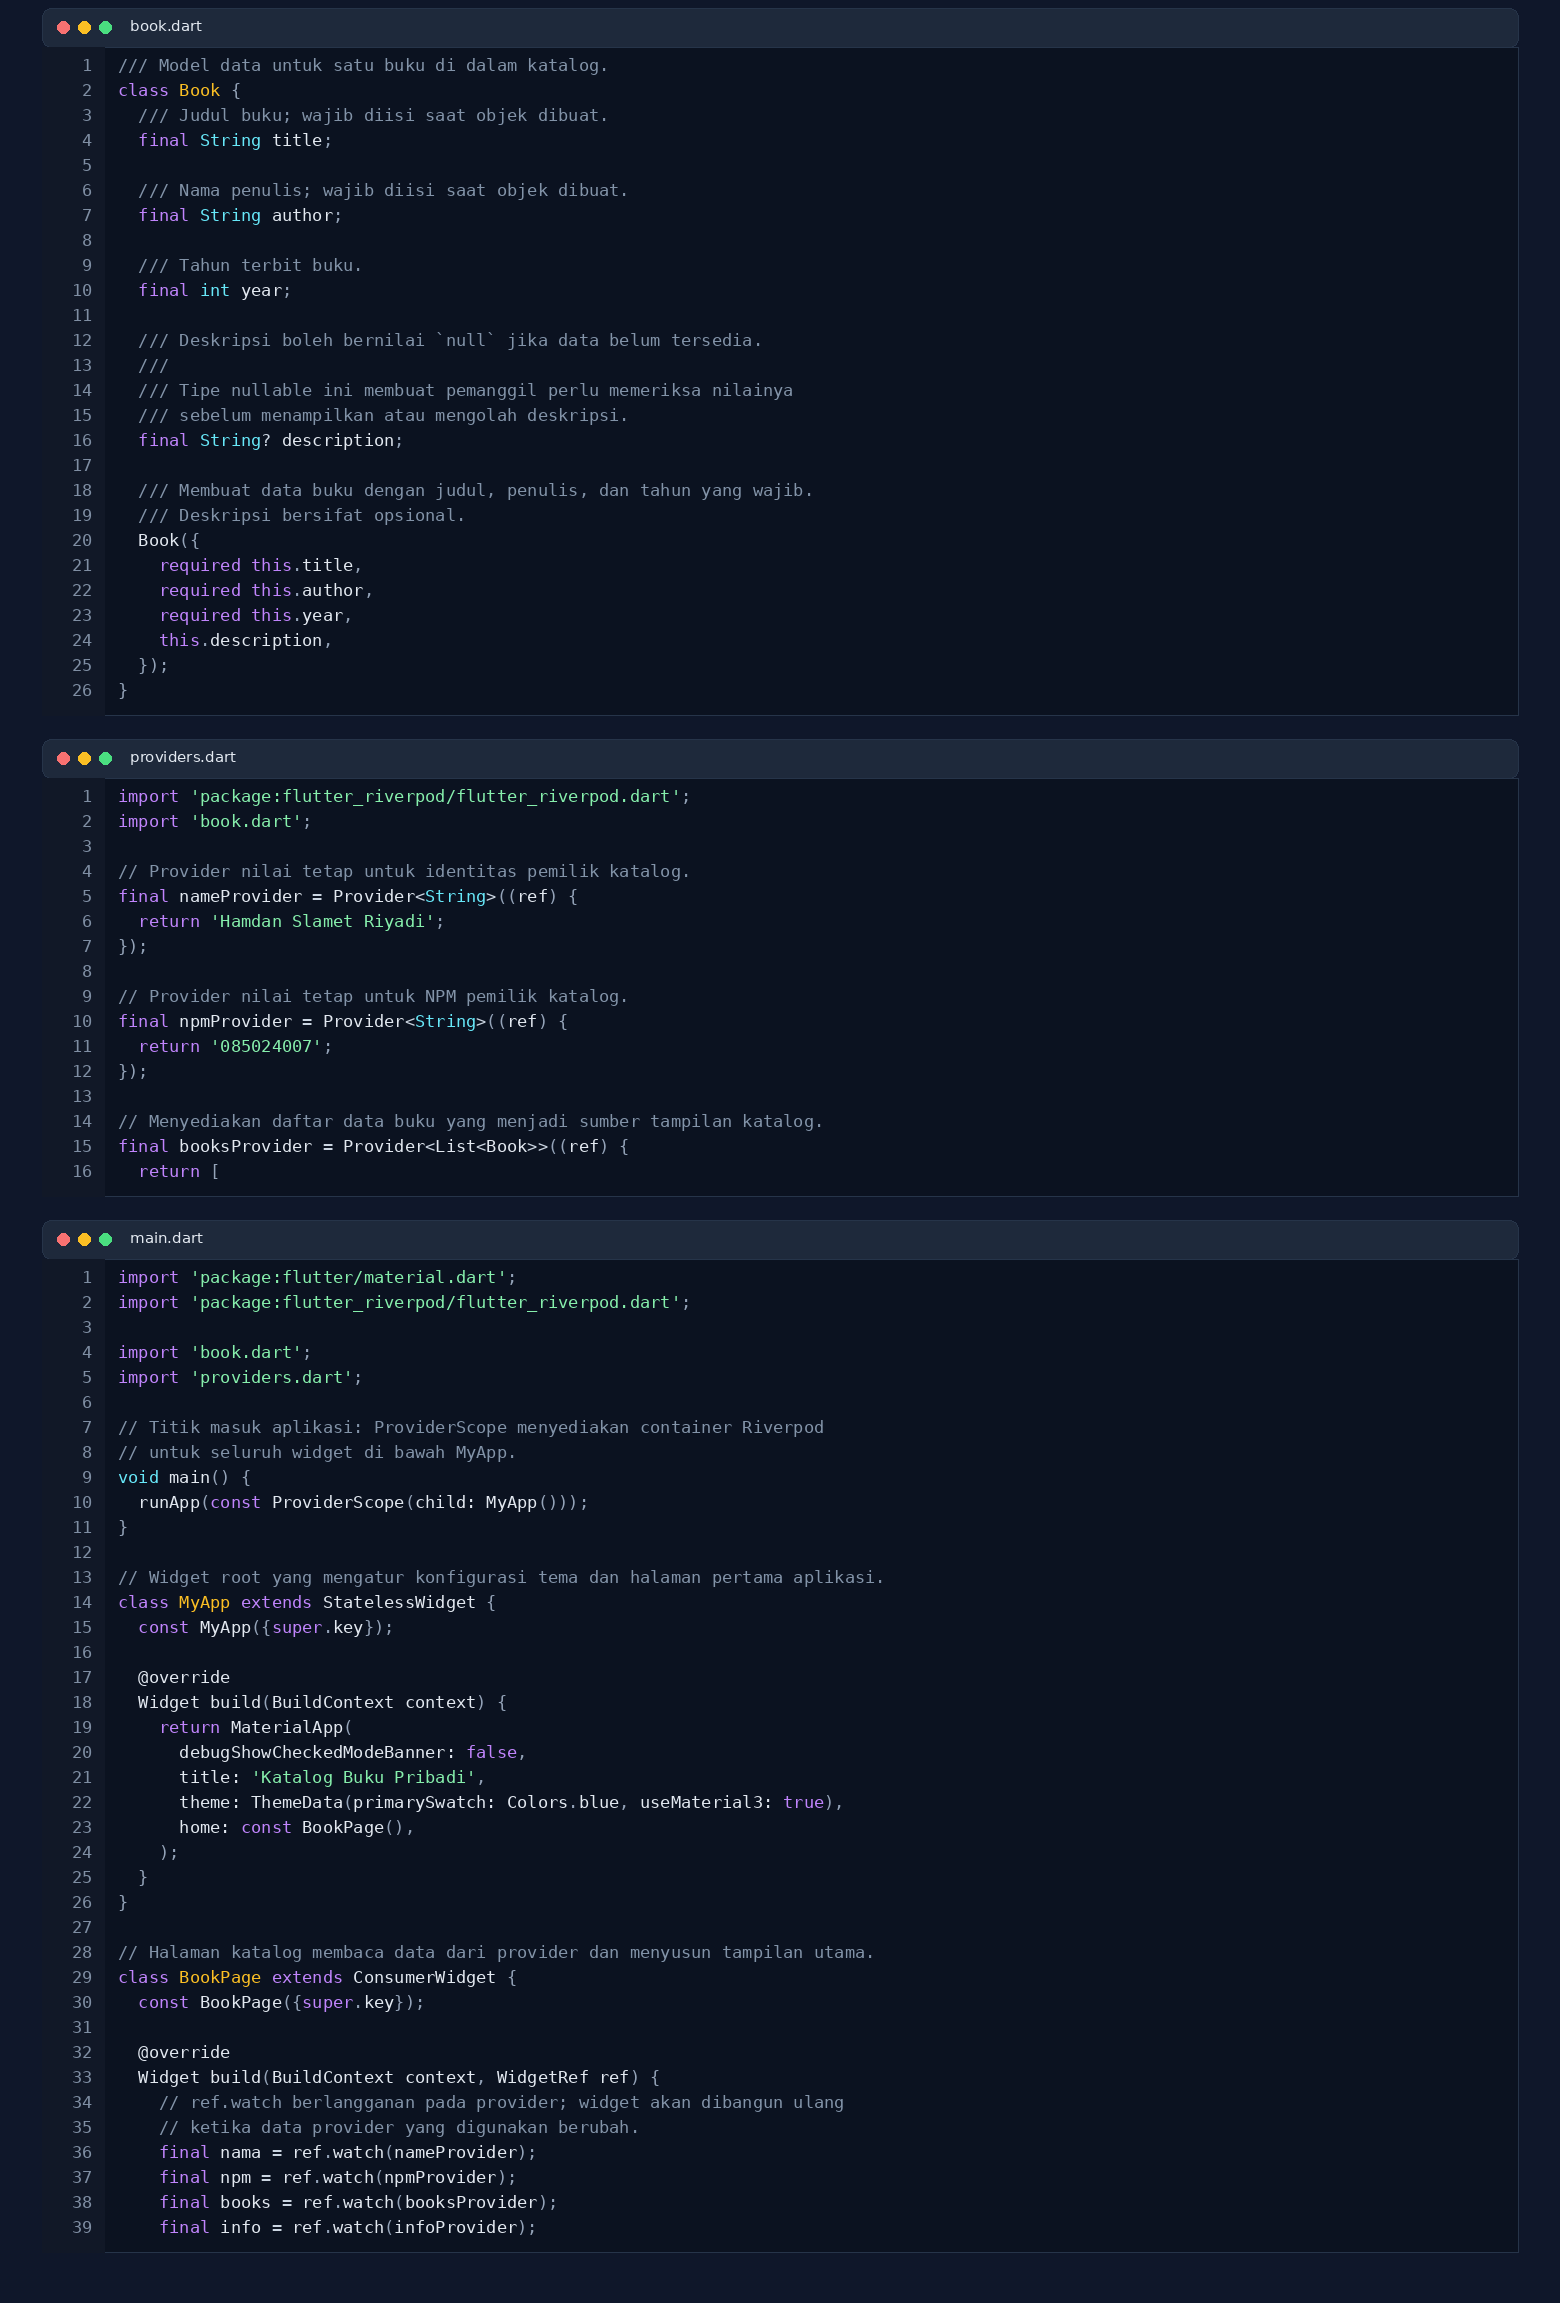 book.dart
1 /// Model data untuk satu buku di dalam katalog.
2 class Book {
3   /// Judul buku; wajib diisi saat objek dibuat.
4   final String title;
5
6   /// Nama penulis; wajib diisi saat objek dibuat.
7   final String author;
8
9   /// Tahun terbit buku.
10   final int year;
11
12   /// Deskripsi boleh bernilai `null` jika data belum tersedia.
13   ///
14   /// Tipe nullable ini membuat pemanggil perlu memeriksa nilainya
15   /// sebelum menampilkan atau mengolah deskripsi.
16   final String? description;
17
18   /// Membuat data buku dengan judul, penulis, dan tahun yang wajib.
19   /// Deskripsi bersifat opsional.
20   Book({
21     required this.title,
22     required this.author,
23     required this.year,
24     this.description,
25   });
26 }
providers.dart
1 import 'package:flutter_riverpod/flutter_riverpod.dart';
2 import 'book.dart';
3
4 // Provider nilai tetap untuk identitas pemilik katalog.
5 final nameProvider = Provider<String>((ref) {
6   return 'Hamdan Slamet Riyadi';
7 });
8
9 // Provider nilai tetap untuk NPM pemilik katalog.
10 final npmProvider = Provider<String>((ref) {
11   return '085024007';
12 });
13
14 // Menyediakan daftar data buku yang menjadi sumber tampilan katalog.
15 final booksProvider = Provider<List<Book>>((ref) {
16   return [
main.dart
1 import 'package:flutter/material.dart';
2 import 'package:flutter_riverpod/flutter_riverpod.dart';
3
4 import 'book.dart';
5 import 'providers.dart';
6
7 // Titik masuk aplikasi: ProviderScope menyediakan container Riverpod
8 // untuk seluruh widget di bawah MyApp.
9 void main() {
10   runApp(const ProviderScope(child: MyApp()));
11 }
12
13 // Widget root yang mengatur konfigurasi tema dan halaman pertama aplikasi.
14 class MyApp extends StatelessWidget {
15   const MyApp({super.key});
16
17   @override
18   Widget build(BuildContext context) {
19     return MaterialApp(
20       debugShowCheckedModeBanner: false,
21       title: 'Katalog Buku Pribadi',
22       theme: ThemeData(primarySwatch: Colors.blue, useMaterial3: true),
23       home: const BookPage(),
24     );
25   }
26 }
27
28 // Halaman katalog membaca data dari provider dan menyusun tampilan utama.
29 class BookPage extends ConsumerWidget {
30   const BookPage({super.key});
31
32   @override
33   Widget build(BuildContext context, WidgetRef ref) {
34     // ref.watch berlangganan pada provider; widget akan dibangun ulang
35     // ketika data provider yang digunakan berubah.
36     final nama = ref.watch(nameProvider);
37     final npm = ref.watch(npmProvider);
38     final books = ref.watch(booksProvider);
39     final info = ref.watch(infoProvider);